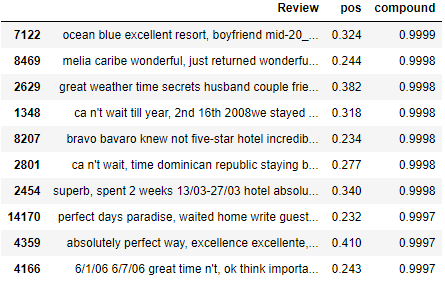 Review pos compound
7122 ocean blue excellent resort, boyfriend mid-20_... 0.324 0.9999
8469 melia caribe wonderful, just returned wonderfu... 0.244 0.9998
2629 great weather time secrets husband couple frie... 0.382 0.9998
1348 ca n't wait till year, 2nd 16th 2008we stayed ... 0.318 0.9998
8207 bravo bavaro knew not five-star hotel incredib... 0.234 0.9998
2801 ca n't wait, time dominican republic staying b... 0.277 0.9998
2454 superb, spent 2 weeks 13/03-27/03 hotel absolu... 0.340 0.9998
14170 perfect days paradise, waited home write guest... 0.232 0.9997
4359 absolutely perfect way, excellence excellente,... 0.410 0.9997
4166 6/1/06 6/7/06 great time n't, ok think importa... 0.243 0.9997